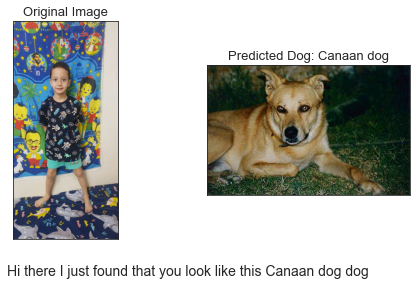 Original Image
Predicted Dog: Canaan dog
Hi there I just found that you look like this Canaan dog dog